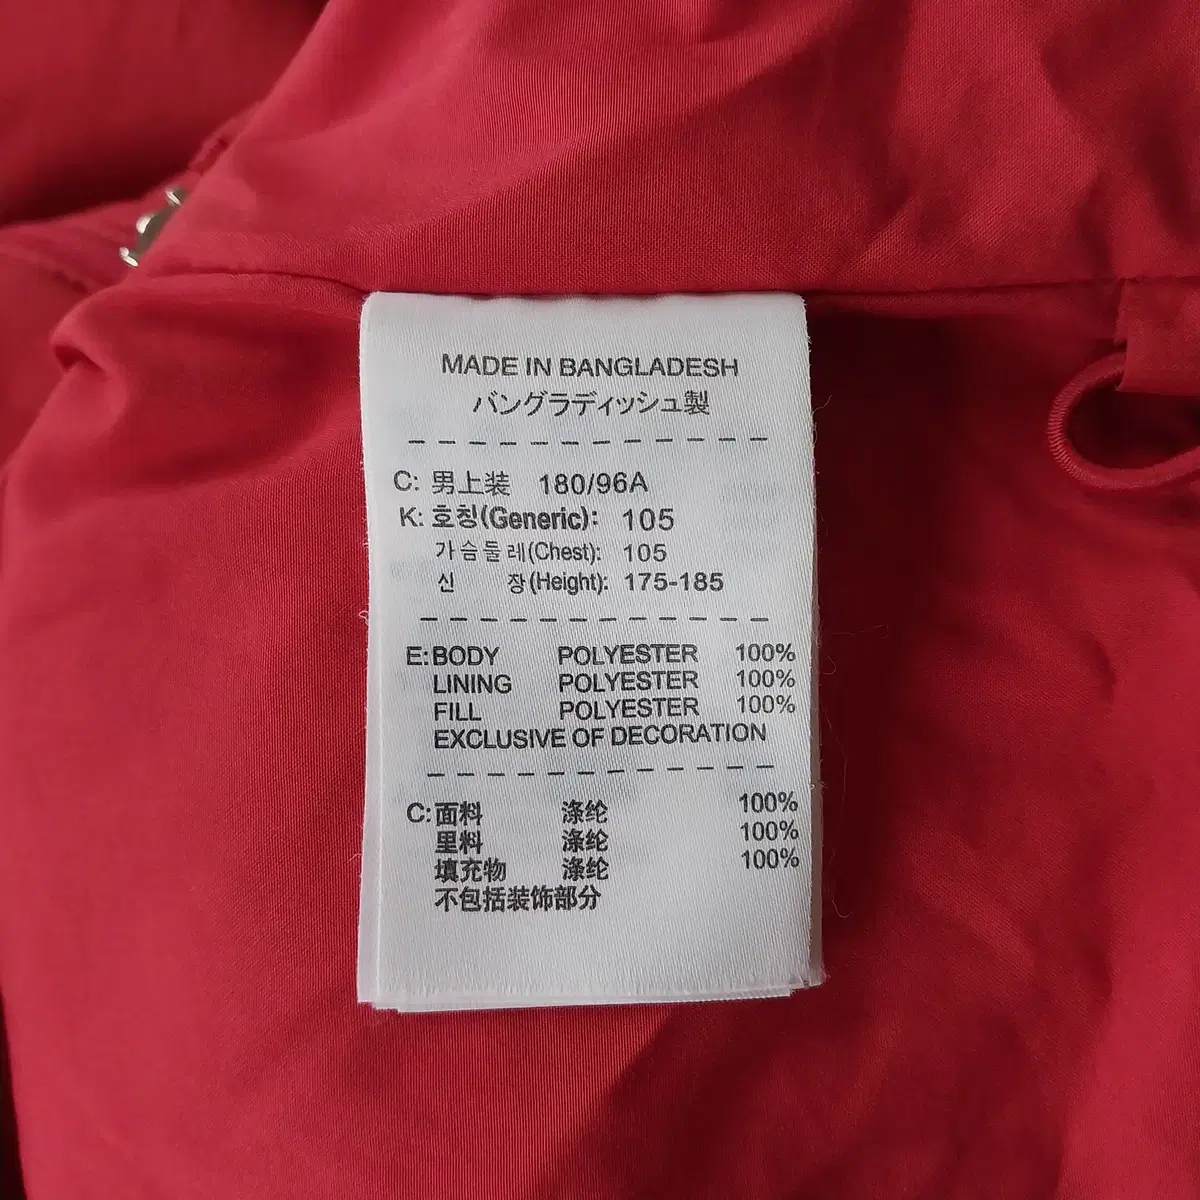 MADE IN BANGLADESH
バングラディッシュ製
C: 男上装 180/96A
K: 호칭(Generic): 105
가슴둘레(Chest): 105
신 장(Height): 175-185
E:BODY POLYESTER 100%
LINING POLYESTER 100%
FILL POLYESTER 100%
EXCLUSIVE OF DECORATION
C:面料 涤纶 100%
里料 涤纶 100%
填充物 涤纶 100%
不包括装饰部分